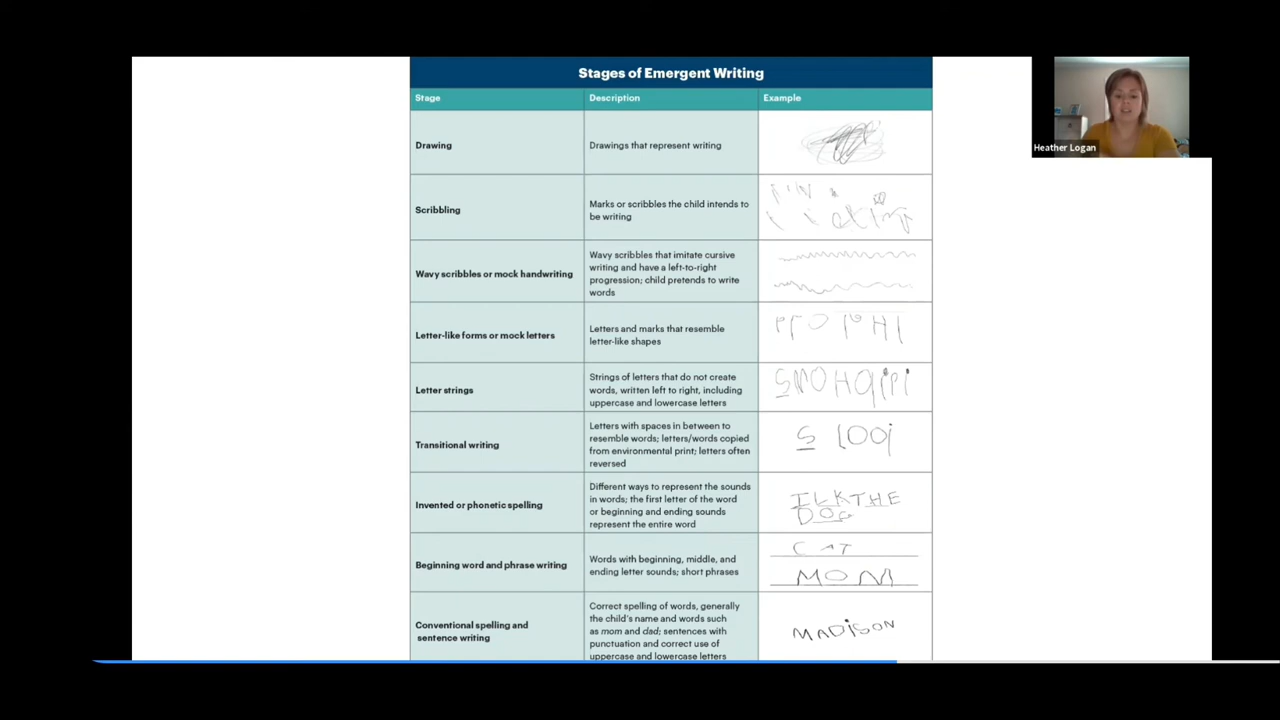 Stages of Emergent Writing
Stage Description Example
Drawing
Drawings that represent writing
Scribbling
Marks or scribbles the child intends to
be writing
Wavy scribbles or mock handwriting
Wavy scribbles that imitate cursive
writing and have a left-to-right
progression; child pretends to write
words
Letter-like forms or mock letters
Letters and marks that resemble
letter-like shapes
Letter strings
Strings of letters that do not create
words, written left to right, including
uppercase and lowercase letters
Transitional writing
Letters with spaces in between to
resemble words; letters/words copied
from environmental print; letters often
reversed
Invented or phonetic spelling
Different ways to represent the sounds
in words; the first letter of the word
or beginning and ending sounds
represent the entire word
ILKTHE
DOG
Beginning word and phrase writing
Words with beginning, middle, and
ending letter sounds; short phrases
CAT
MOM
Conventional spelling and
sentence writing
Correct spelling of words, generally
the child's name and words such
as mom and dad; sentences with
punctuation and correct use of
uppercase and lowercase letters
MADiSON
Heather Logan